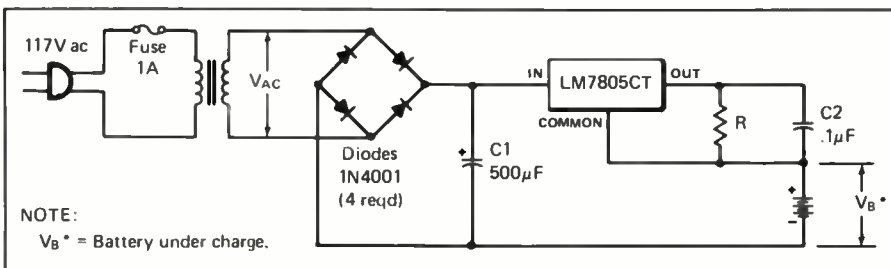 117V ac
Fuse
1A
VAC
Diodes
1N4001
(4 reqd)
+
C1
500μF
IN
LM7805CT
OUT
COMMON
R
C2
.1μF
+
-
VB*
NOTE:
VB* = Battery under charge.